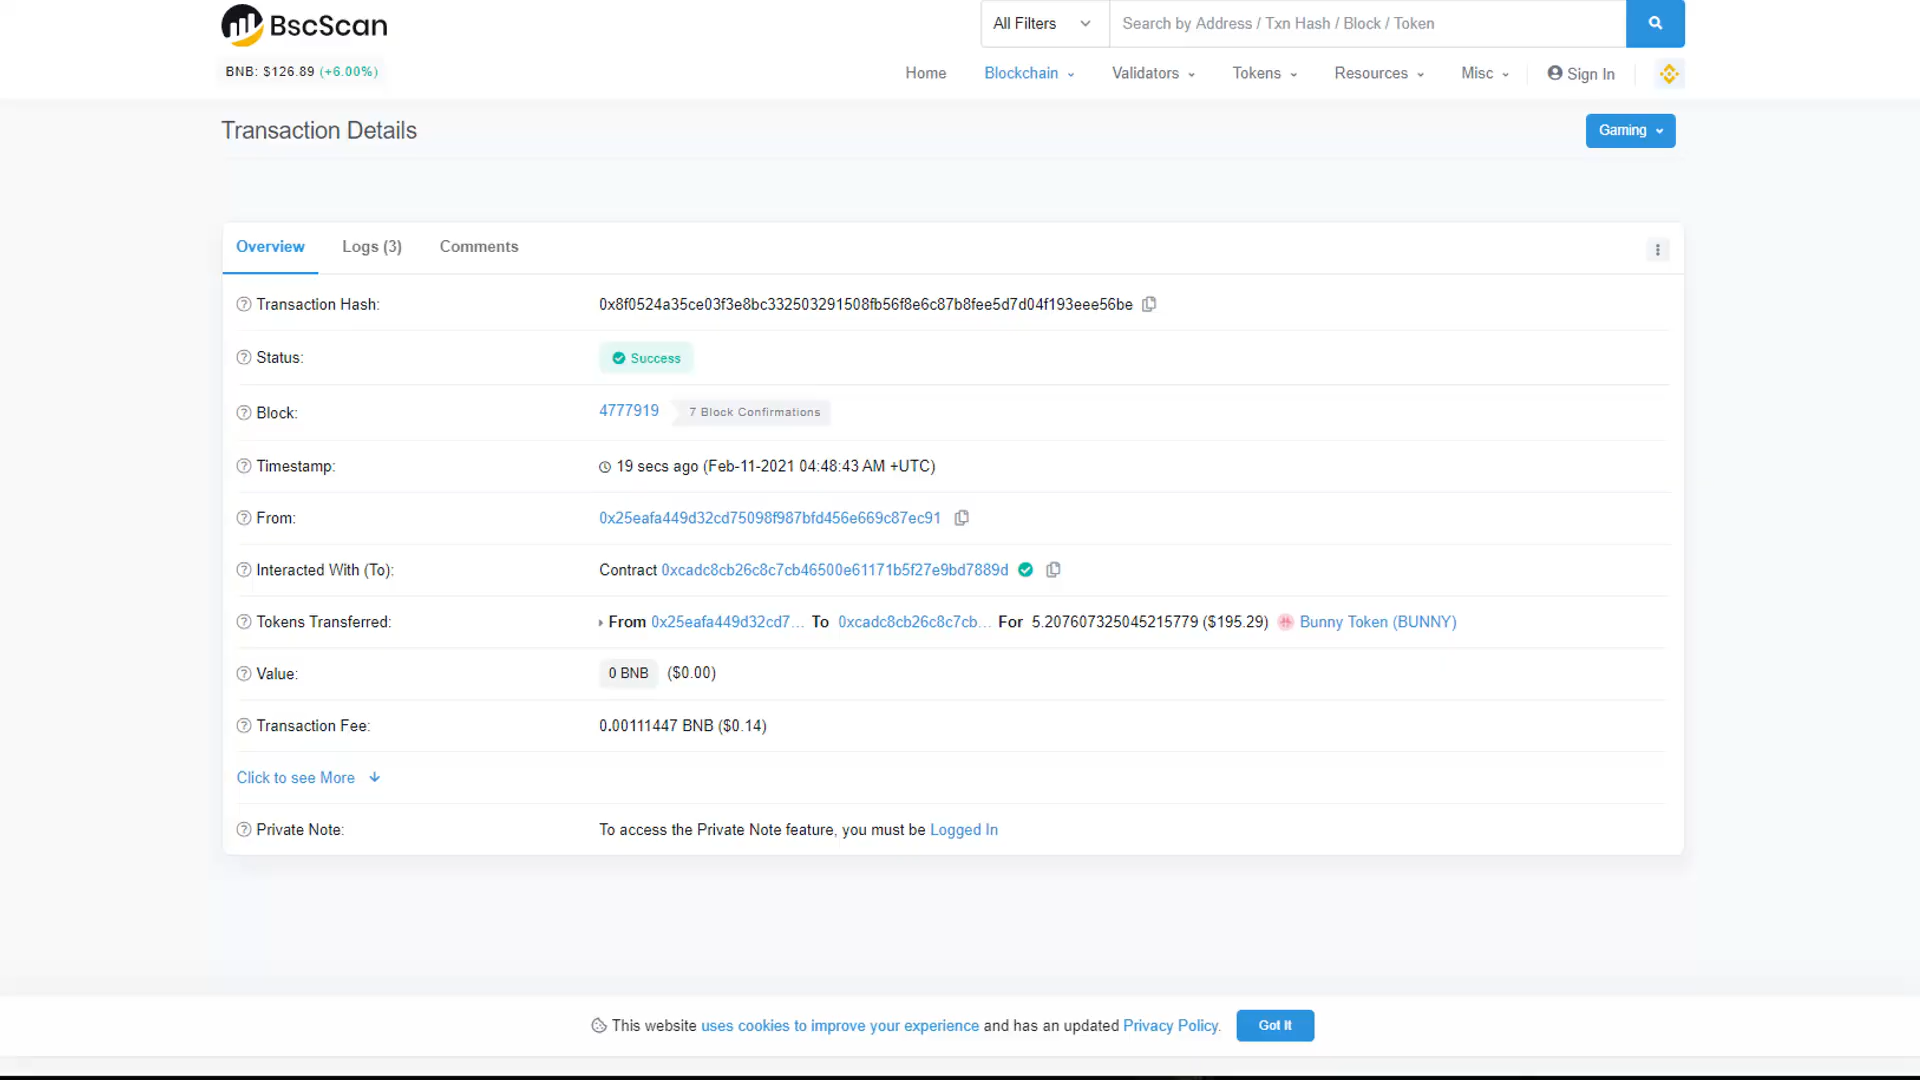 BscScan
All Filters
Search by Address / Txn Hash / Block / Token
BNB: $126.89 (+6.00%)
Home
Blockchain
Validators
Tokens
Resources
Misc
Sign In
Transaction Details
Gaming
Overview
Logs (3)
Comments
Transaction Hash:
0x8f0524a35ce03f3e8bc332503291508fb56f8e6c87b8fee5d7d04f193eee56be
Status:
Success
Block:
4777919
7 Block Confirmations
Timestamp:
19 secs ago (Feb-11-2021 04:48:43 AM +UTC)
From:
0x25eafa449d32cd75098f987bfd456e669c87ec91
Interacted With (To):
Contract 0xcadc8cb26c8c7cb46500e61171b5f27e9bd7889d
Tokens Transferred:
From 0x25eafa449d32cd7... To 0xcadc8cb26c8c7cb... For 5.207607325045215779 ($195.29) Bunny Token (BUNNY)
Value:
0 BNB ($0.00)
Transaction Fee:
0.00111447 BNB ($0.14)
Click to see More
Private Note:
To access the Private Note feature, you must be Logged In
This website uses cookies to improve your experience and has an updated Privacy Policy.
Got It